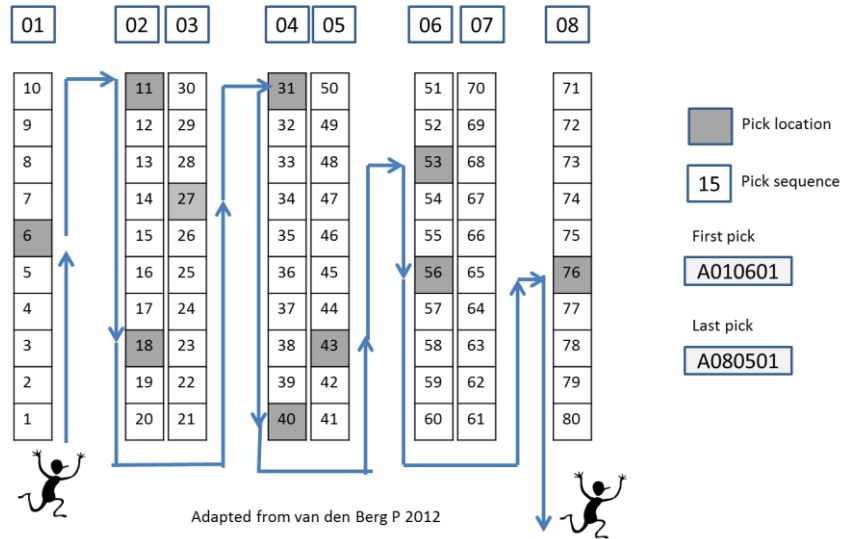 01 02 03 04 05 06 07 08
10 11 30 31 50 51 70 71
9 12 29 32 49 52 69 72
8 13 28 33 48 53 68 73
7 14 27 34 47 54 67 74
6 15 26 35 46 55 66 75
5 16 25 36 45 56 65 76
4 17 24 37 44 57 64 77
3 18 23 38 43 58 63 78
2 19 22 39 42 59 62 79
1 20 21 40 41 60 61 80
Pick location
15 Pick sequence
First pick
A010601
Last pick
A080501
Adapted from van den Berg P 2012